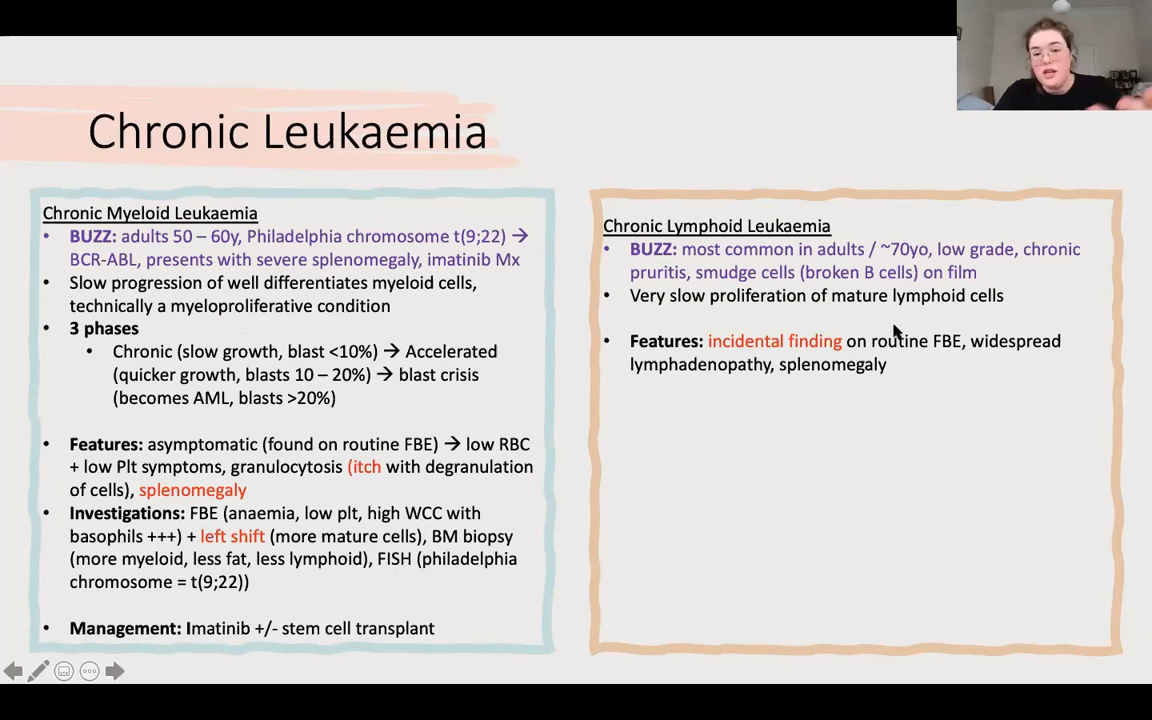 Chronic Leukaemia
Chronic Myeloid Leukaemia
• BUZZ: adults 50 – 60y, Philadelphia chromosome t(9;22) →
BCR-ABL, presents with severe splenomegaly, imatinib Mx
• Slow progression of well differentiates myeloid cells,
technically a myeloproliferative condition
• 3 phases
• Chronic (slow growth, blast <10%) → Accelerated
(quicker growth, blasts 10 – 20%) → blast crisis
(becomes AML, blasts >20%)
• Features: asymptomatic (found on routine FBE) → low RBC
+ low Plt symptoms, granulocytosis (itch with degranulation
of cells), splenomegaly
• Investigations: FBE (anaemia, low plt, high WCC with
basophils +++) + left shift (more mature cells), BM biopsy
(more myeloid, less fat, less lymphoid), FISH (philadelphia
chromosome = t(9;22))
• Management: Imatinib +/- stem cell transplant
Chronic Lymphoid Leukaemia
• BUZZ: most common in adults / ~70yo, low grade, chronic
pruritis, smudge cells (broken B cells) on film
• Very slow proliferation of mature lymphoid cells
• Features: incidental finding on routine FBE, widespread
lymphadenopathy, splenomegaly